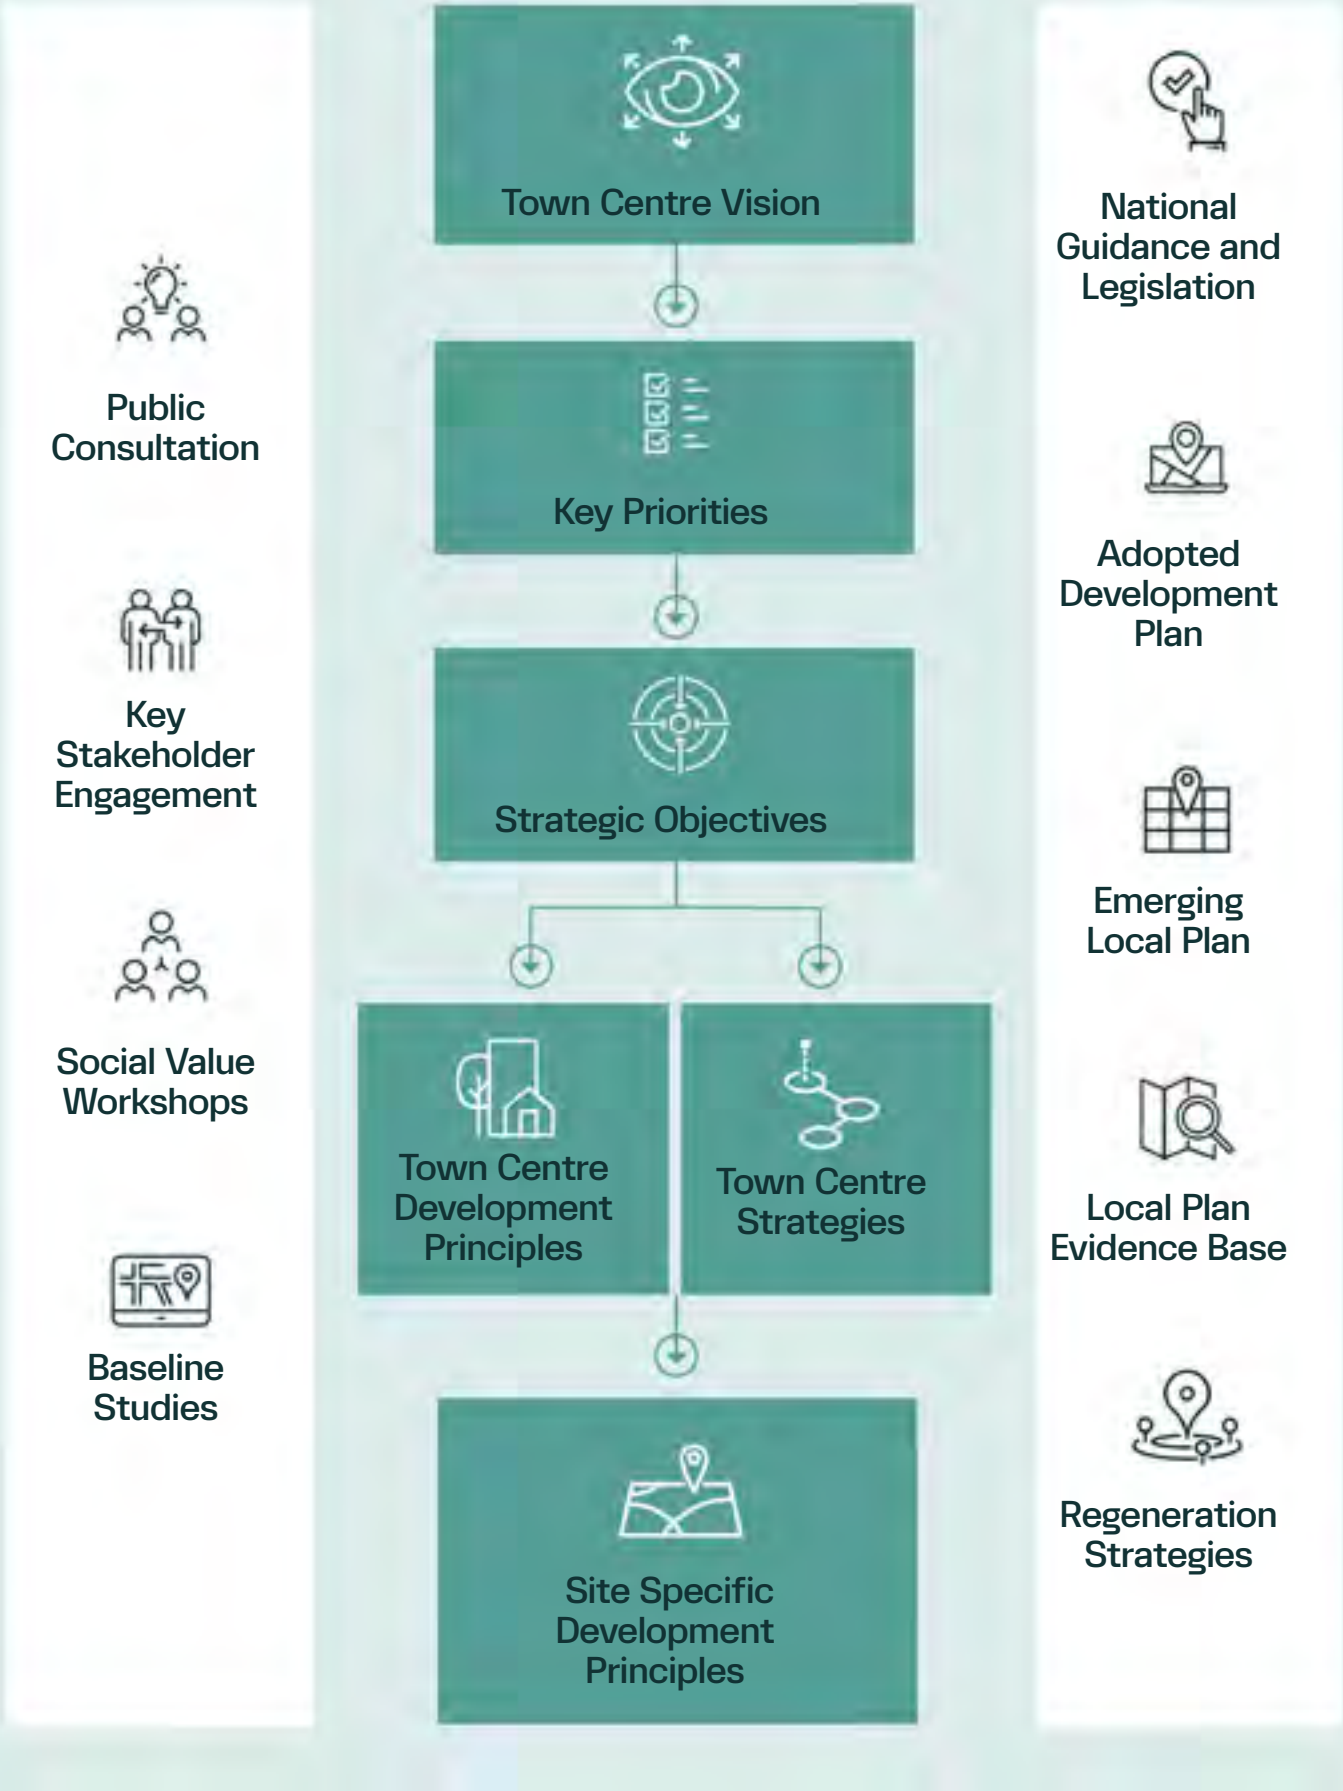 Public
Consultation
Key
Stakeholder
Engagement
Social Value
Workshops
Baseline
Studies
Town Centre Vision
Key Priorities
Strategic Objectives
Town Centre
Development
Principles
Town Centre
Strategies
Site Specific
Development
Principles
National
Guidance and
Legislation
Adopted
Development
Plan
Emerging
Local Plan
Local Plan
Evidence Base
Regeneration
Strategies